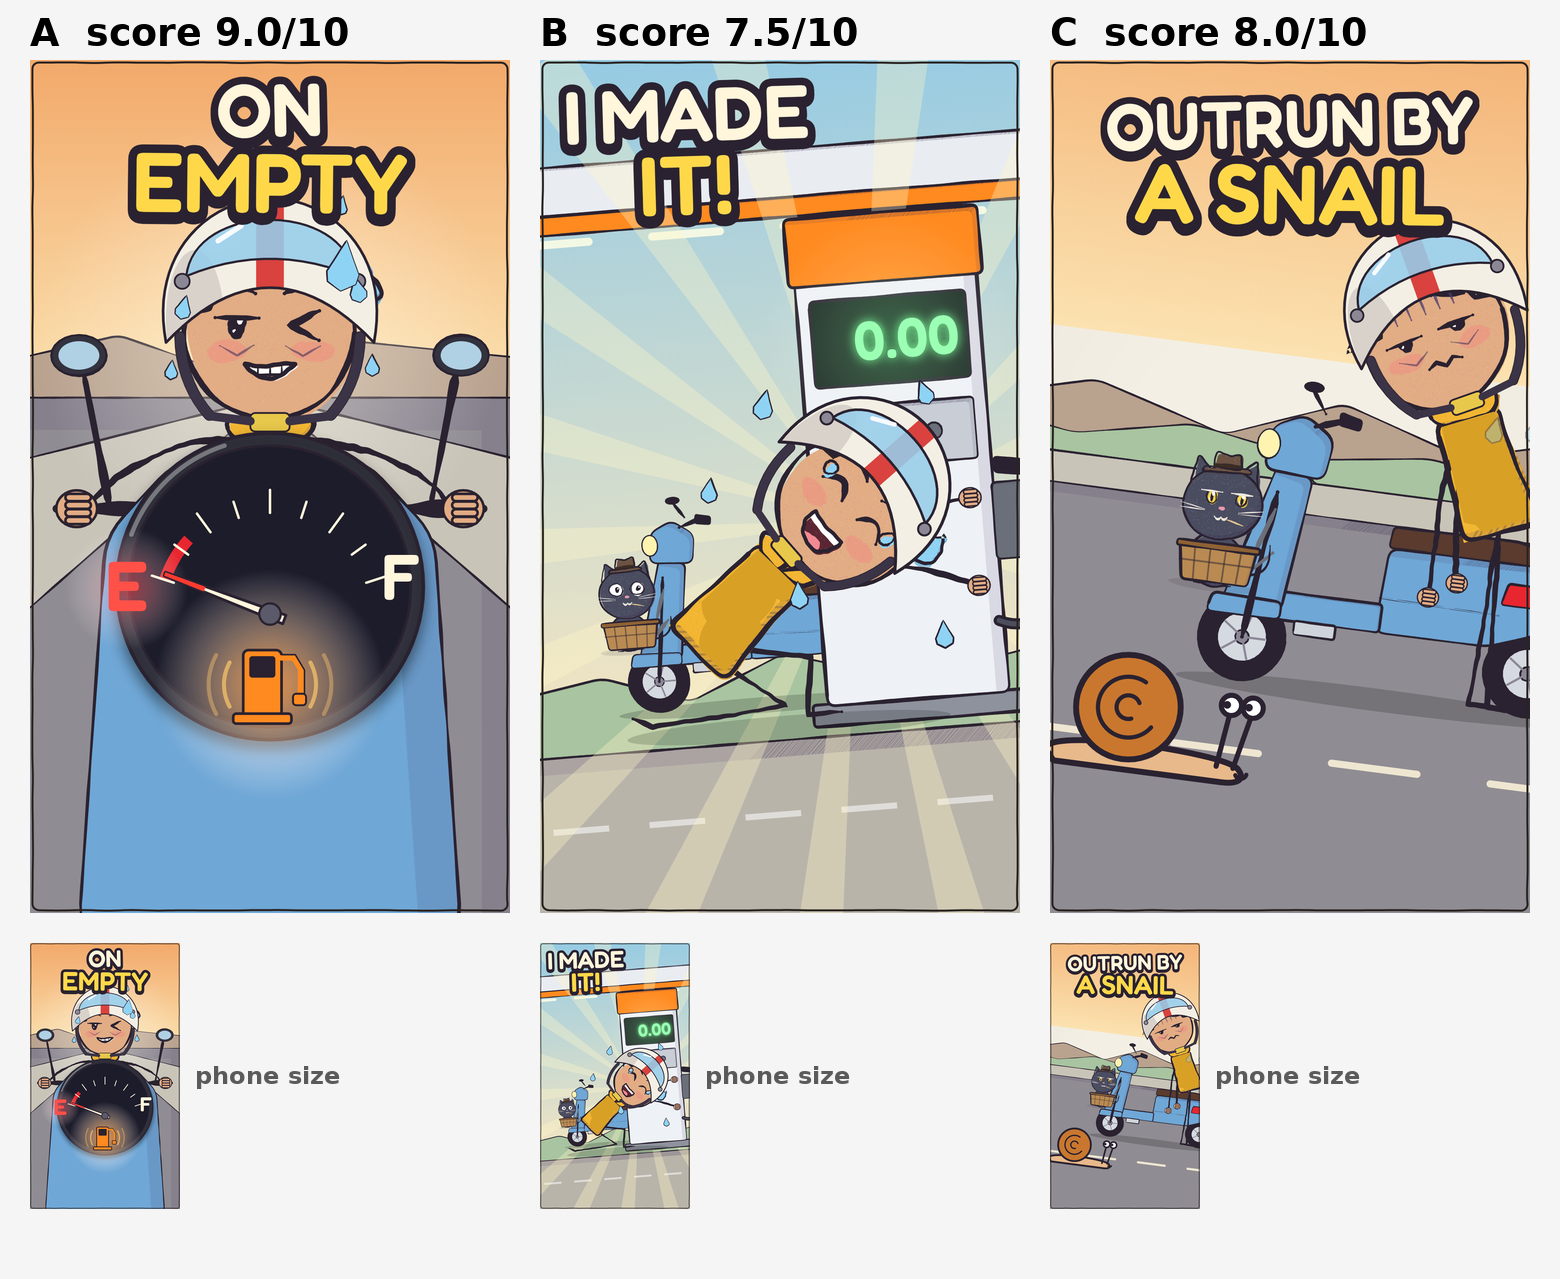 A score 9.0/10
B score 7.5/10
C score 8.0/10
ON
EMPTY
E
F
I MADE
IT!
0.00
OUTRUN BY
A SNAIL
ON
EMPTY
E
F
phone size
I MADE
IT!
0.00
phone size
OUTRUN BY
A SNAIL
phone size